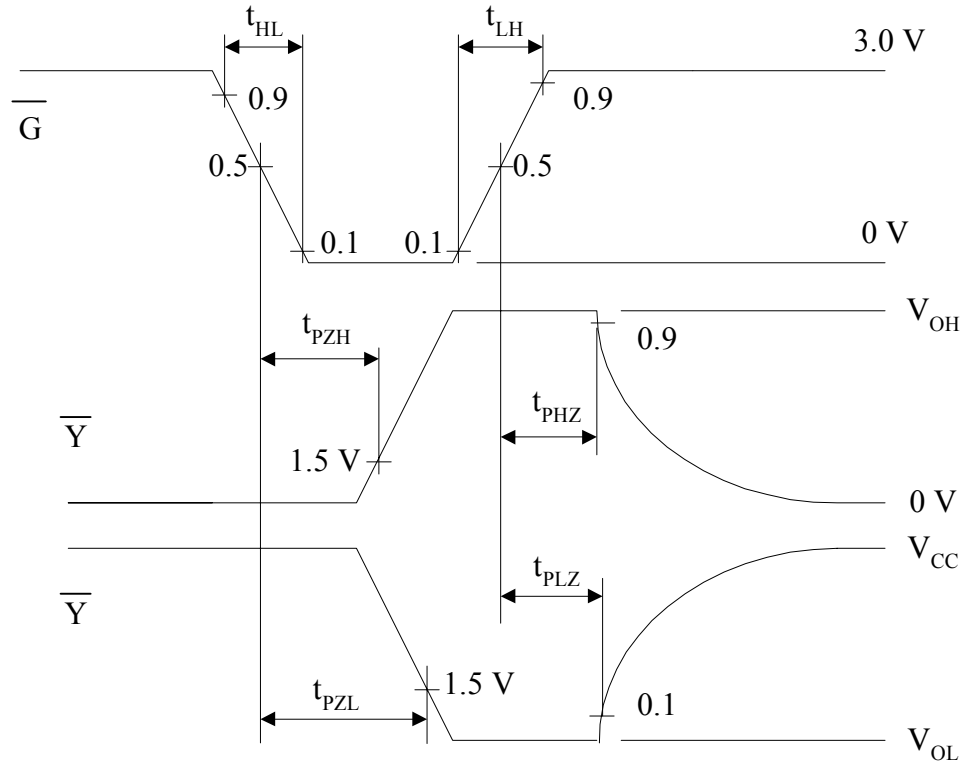 t_HL
t_LH
3.0 V
G̅
0.9
0.9
0.5
0.5
0.1
0.1
0 V
V_OH
t_PZH
0.9
t_PHZ
Y̅
1.5 V
0 V
V_CC
t_PLZ
Y̅
1.5 V
t_PZL
0.1
V_OL